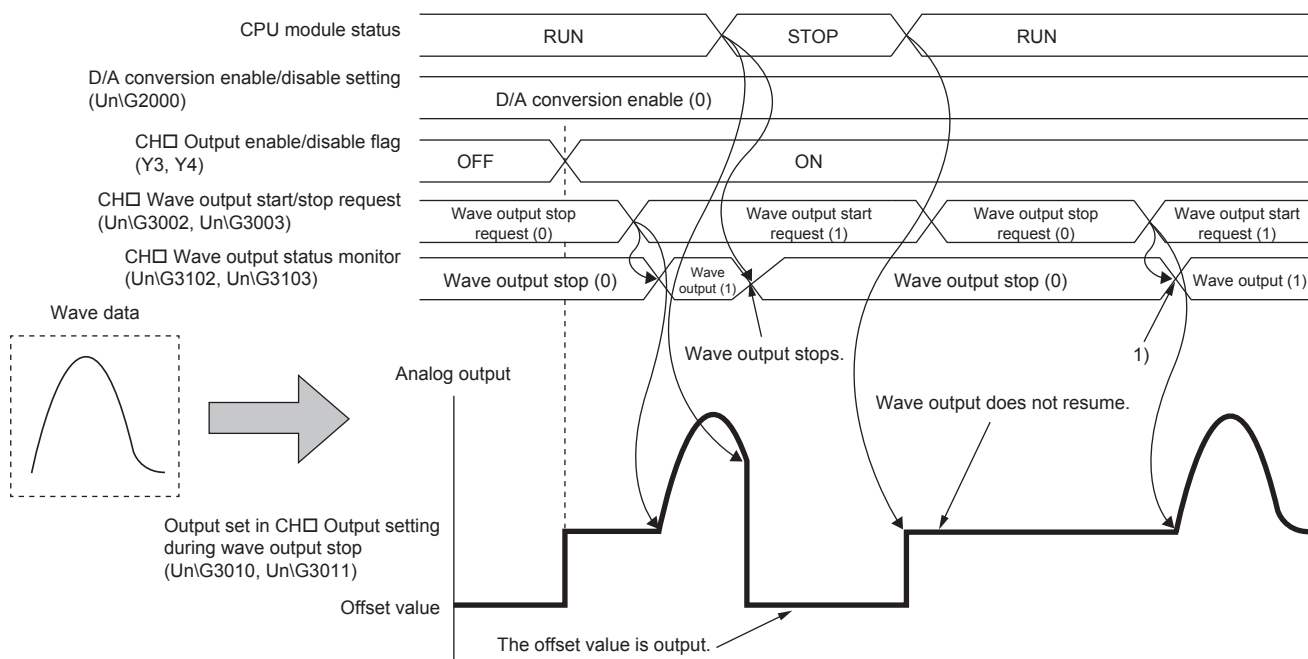 CPU module status
RUN
STOP
RUN
D/A conversion enable/disable setting
(Un\G2000)
D/A conversion enable (0)
CH□ Output enable/disable flag
(Y3, Y4)
OFF
ON
CH□ Wave output start/stop request
(Un\G3002, Un\G3003)
Wave output stop
request (0)
Wave output start
request (1)
Wave output stop
request (0)
Wave output start
request (1)
CH□ Wave output status monitor
(Un\G3102, Un\G3103)
Wave output stop (0)
Wave
output (1)
Wave output stop (0)
Wave output (1)
Wave data
Wave output stops.
1)
Analog output
Wave output does not resume.
Output set in CH□ Output setting
during wave output stop
(Un\G3010, Un\G3011)
Offset value
The offset value is output.